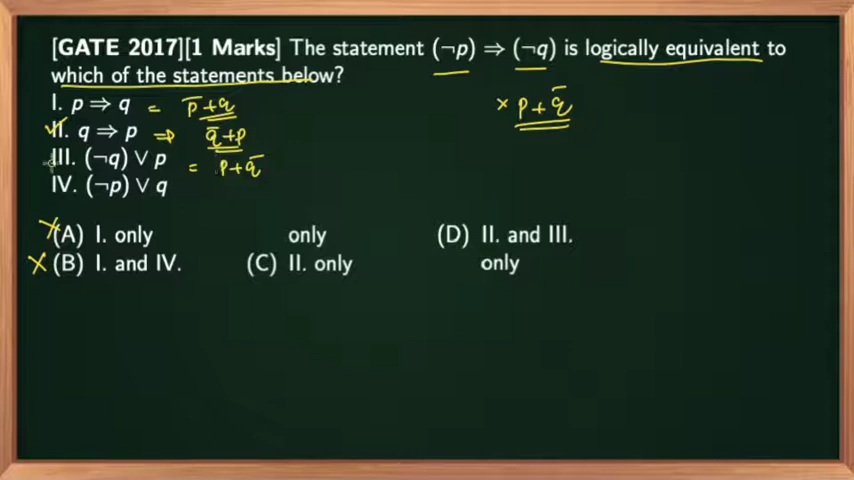 [GATE 2017][1 Marks] The statement (¬p) ⇒ (¬q) is logically equivalent to
which of the statements below?
I. p ⇒ q = p̅+q
× p+q̅
II. q ⇒ p ⇒ q̅+p
III. (¬q) ∨ p = p+q̅
IV. (¬p) ∨ q
(A) I. only
(B) I. and IV. only
(C) II. only
(D) II. and III. only